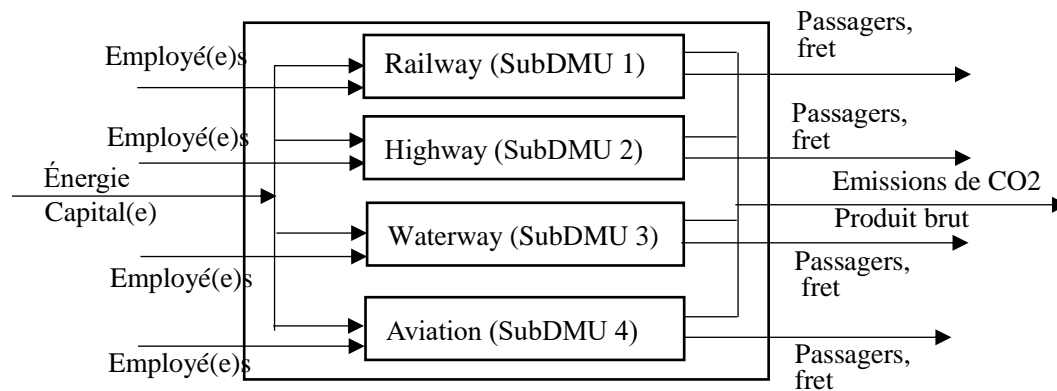 Passagers,
fret
Employé(e)s
Railway (SubDMU 1)
Employé(e)s
Passagers,
fret
Highway (SubDMU 2)
Énergie
Capital(e)
Emissions de CO2
Produit brut
Waterway (SubDMU 3)
Employé(e)s
Passagers,
fret
Aviation (SubDMU 4)
Employé(e)s
Passagers,
fret